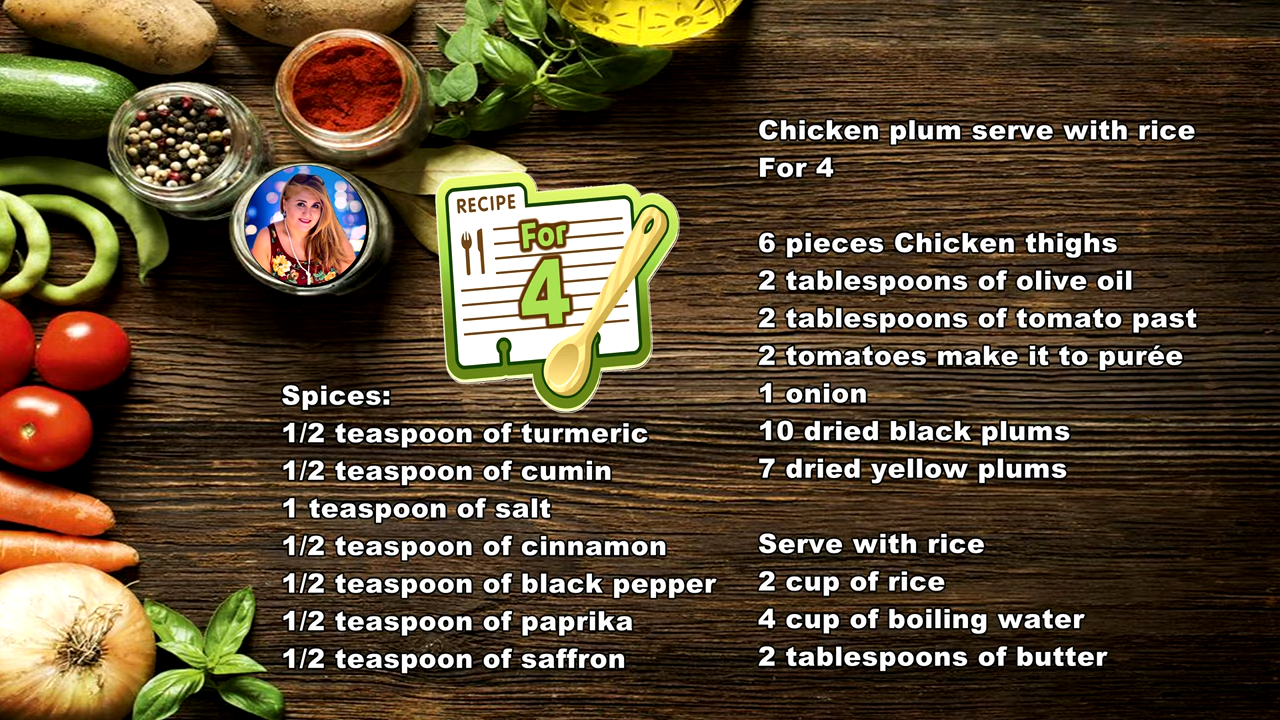 RECIPE
For
4
Spices:
1/2 teaspoon of turmeric
1/2 teaspoon of cumin
1 teaspoon of salt
1/2 teaspoon of cinnamon
1/2 teaspoon of black pepper
1/2 teaspoon of paprika
1/2 teaspoon of saffron
Chicken plum serve with rice
For 4
6 pieces Chicken thighs
2 tablespoons of olive oil
2 tablespoons of tomato past
2 tomatoes make it to purée
1 onion
10 dried black plums
7 dried yellow plums
Serve with rice
2 cup of rice
4 cup of boiling water
2 tablespoons of butter